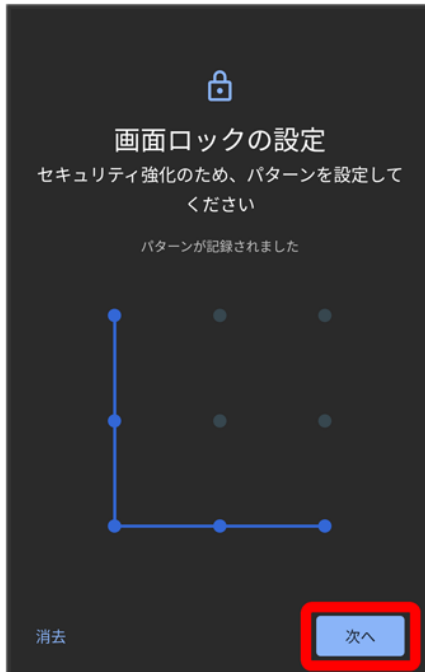 画面ロックの設定
セキュリティ強化のため、パターンを設定して
ください
パターンが記録されました
消去
次へ